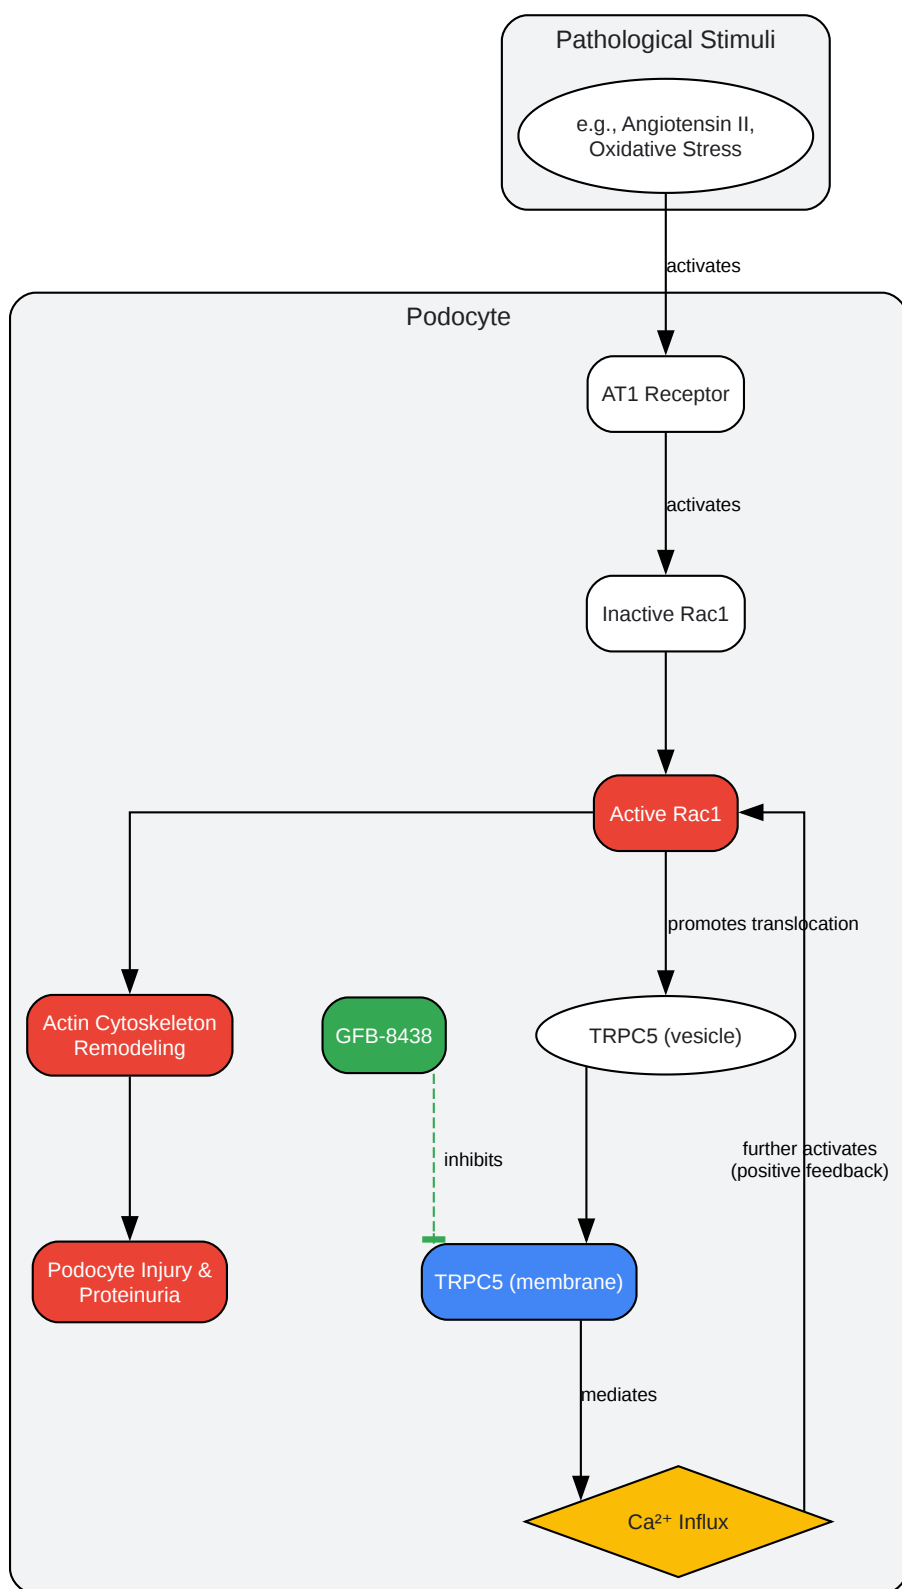 Pathological Stimuli
e.g., Angiotensin II,
Oxidative Stress
activates
Podocyte
AT1 Receptor
activates
Inactive Rac1
Active Rac1
promotes translocation
Actin Cytoskeleton
Remodeling
GFB-8438
TRPC5 (vesicle)
inhibits
further activates
(positive feedback)
Podocyte Injury &
Proteinuria
TRPC5 (membrane)
mediates
Ca²⁺ Influx